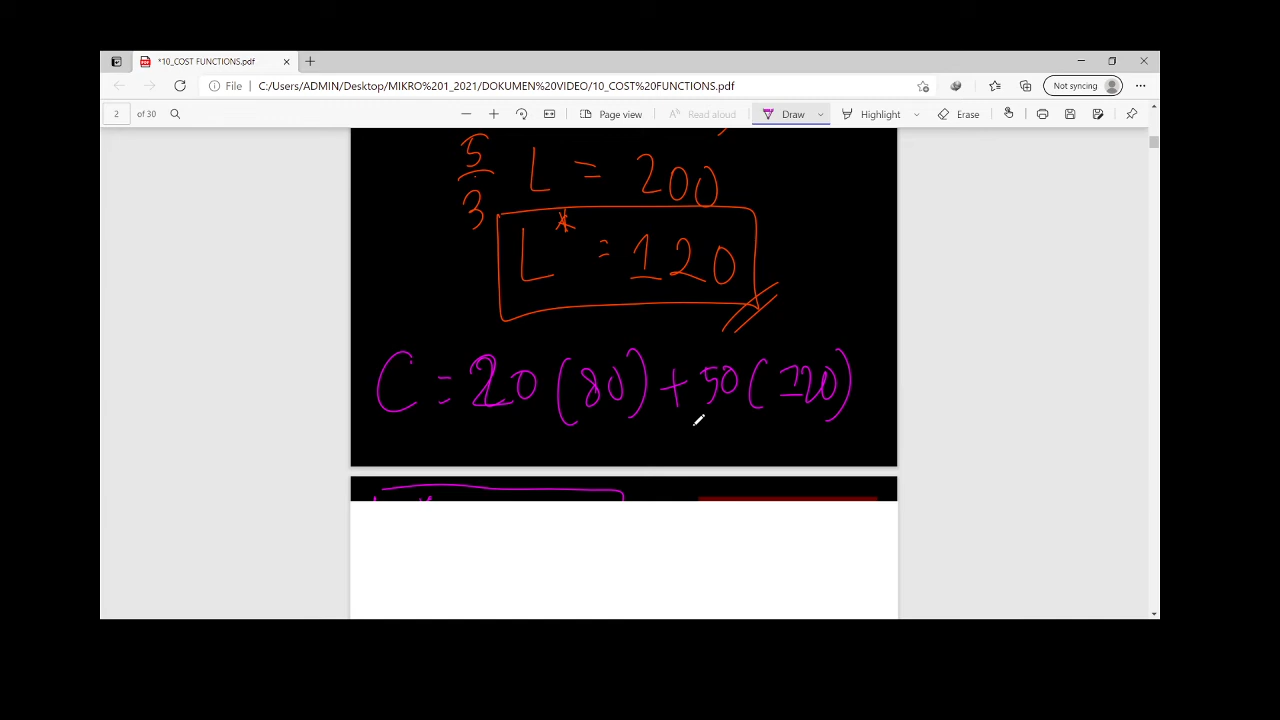 *10_COST FUNCTIONS.pdf
File C:/Users/ADMIN/Desktop/MIKRO%201_2021/DOKUMEN%20VIDEO/10_COST%20FUNCTIONS.pdf Not syncing
2 of 30 Page view Read aloud Draw Highlight Erase
5/3 L = 200
L* = 120
C = 20 (80) + 50 (120)